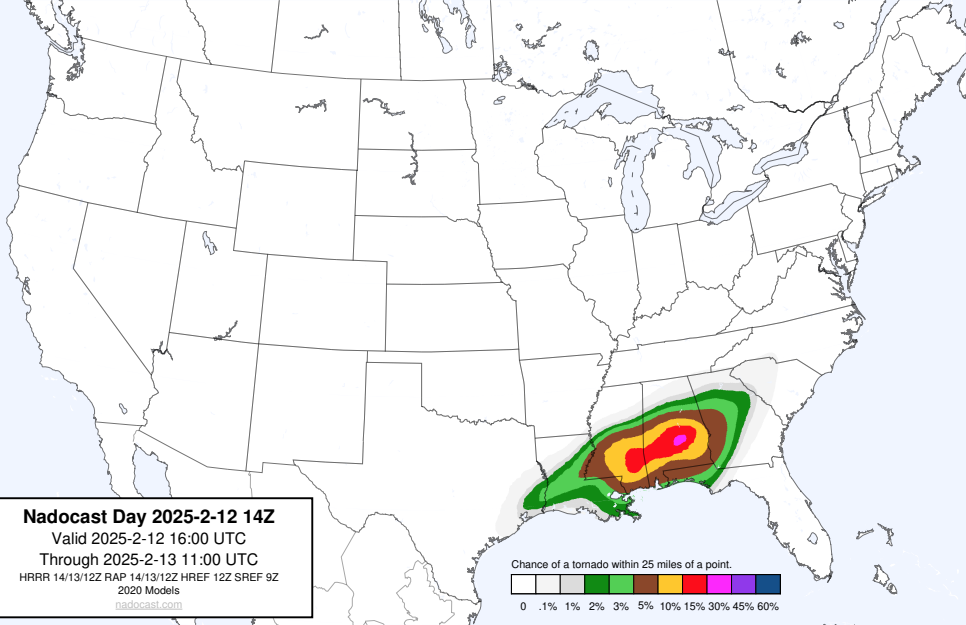 Nadocast Day 2025-2-12 14Z
Valid 2025-2-12 16:00 UTC
Through 2025-2-13 11:00 UTC
HRRR 14/13/12Z RAP 14/13/12Z HREF 12Z SREF 9Z
2020 Models
nadocast.com
Chance of a tornado within 25 miles of a point.
0 .1% 1% 2% 3% 5% 10% 15% 30% 45% 60%